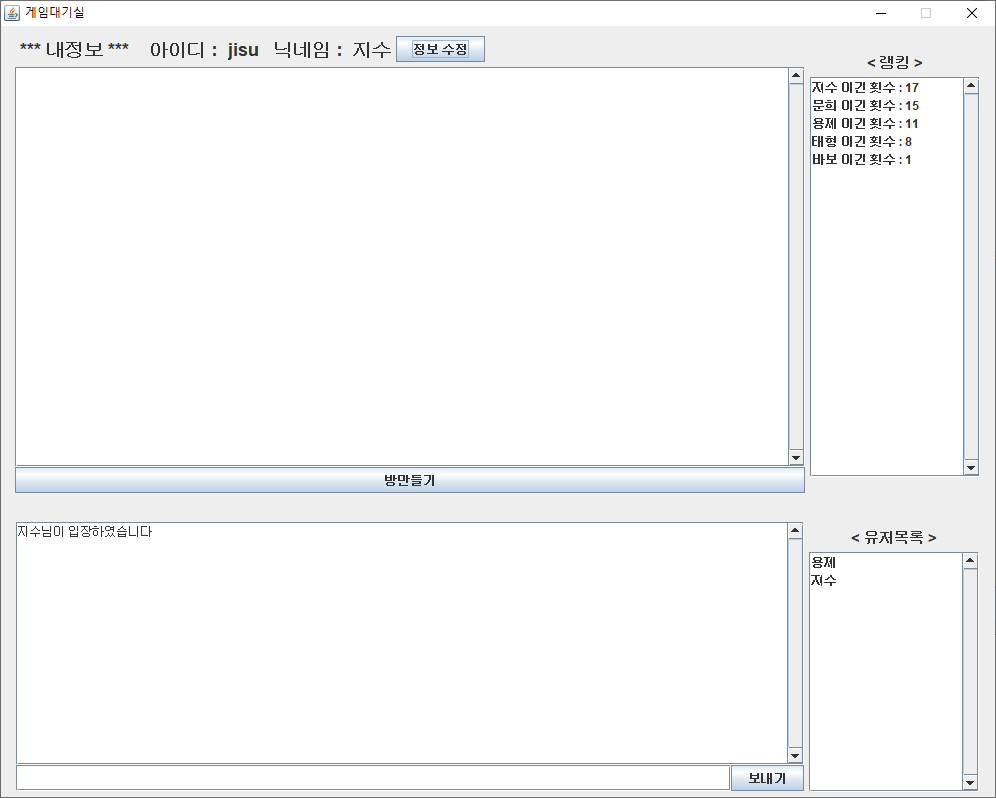 게임대기실
*** 내정보 *** 아이디 : jisu 닉네임 : 지수 정보 수정
< 랭킹 >
지수 이긴 횟수 : 17
문희 이긴 횟수 : 15
용제 이긴 횟수 : 11
태형 이긴 횟수 : 8
바보 이긴 횟수 : 1
방만들기
지수님이 입장하였습니다
< 유저목록 >
용제
지수
보내기